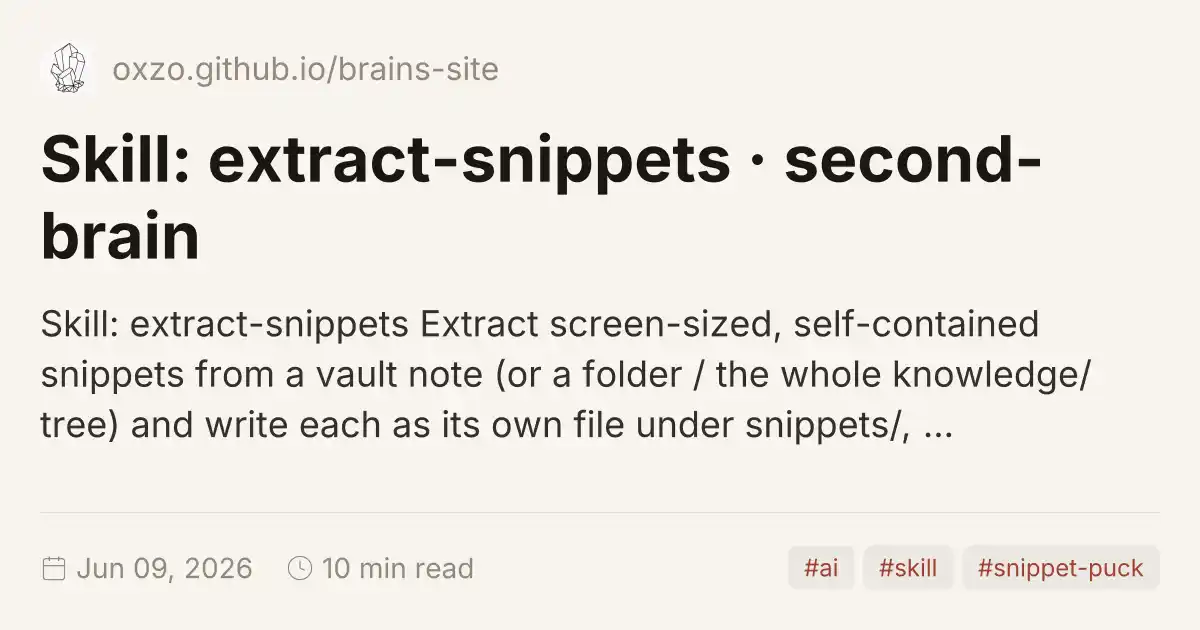 oxzo.github.io/brains-site
Skill: extract-snippets · second-
brain
Skill: extract-snippets Extract screen-sized, self-contained
snippets from a vault note (or a folder / the whole knowledge/
tree) and write each as its own file under snippets/, ...
Jun 09, 2026 10 min read #ai #skill #snippet-puck